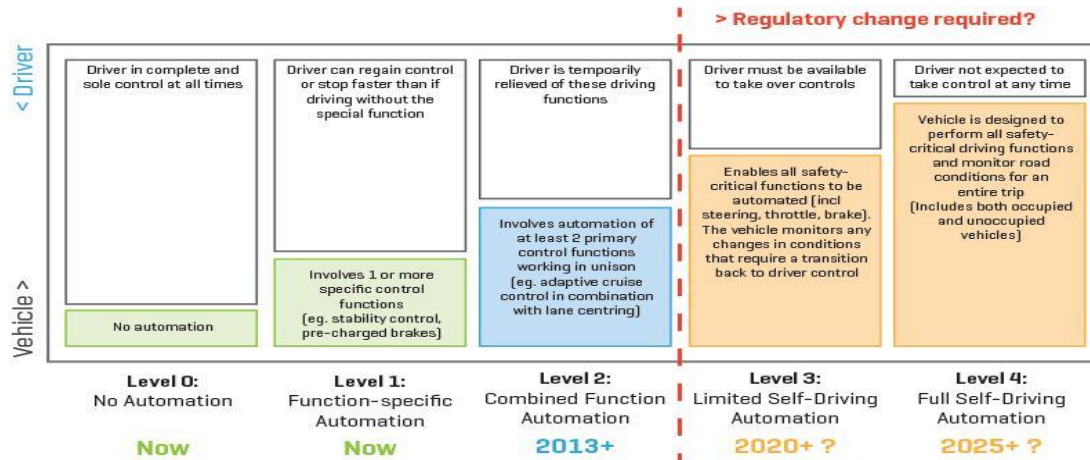 > Regulatory change required?
< Driver
Vehicle >
Driver in complete and
sole control at all times
No automation
Level 0:
No Automation
Now
Driver can regain control
or stop faster than if
driving without the
special function
Involves 1 or more
specific control
functions
(eg. stability control,
pre-charged brakes)
Level 1:
Function-specific
Automation
Now
Driver is temporarily
relieved of these driving
functions
Involves automation of
at least 2 primary
control functions
working in unison
(eg. adaptive cruise
control in combination
with lane centring)
Level 2:
Combined Function
Automation
2013+
Driver must be available
to take over controls
Enables all safety-
critical functions to be
automated (incl
steering, throttle, brake).
The vehicle monitors any
changes in conditions
that require a transition
back to driver control
Level 3:
Limited Self-Driving
Automation
2020+ ?
Driver not expected to
take control at any time
Vehicle is designed to
perform all safety-
critical driving functions
and monitor road
conditions for an
entire trip
(Includes both occupied
and unoccupied
vehicles)
Level 4:
Full Self-Driving
Automation
2025+ ?